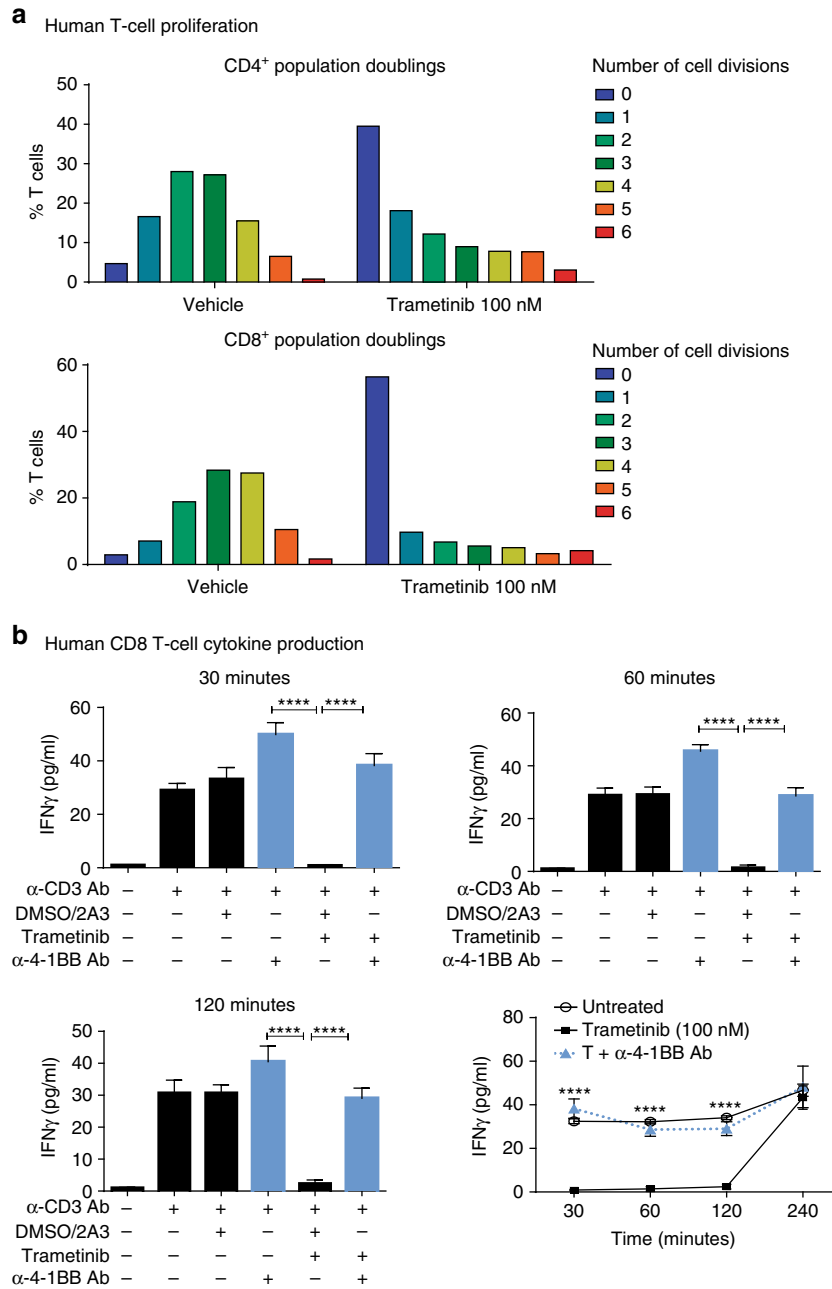 a Human T-cell proliferation
CD4+ population doublings
Number of cell divisions
50
40
30
20
10
0
% T cells
Vehicle
Trametinib 100 nM
0
1
2
3
4
5
6
CD8+ population doublings
Number of cell divisions
60
40
20
0
% T cells
Vehicle
Trametinib 100 nM
0
1
2
3
4
5
6
b Human CD8 T-cell cytokine production
30 minutes
60
40
20
0
IFNγ (pg/ml)
**** ****
α-CD3 Ab − + + + + +
DMSO/2A3 − − + − + −
Trametinib − − − − + +
α-4-1BB Ab − − − + − +
60 minutes
60
40
20
0
IFNγ (pg/ml)
**** ****
α-CD3 Ab − + + + + +
DMSO/2A3 − − + − + −
Trametinib − − − − + +
α-4-1BB Ab − − − + − +
120 minutes
50
40
30
20
10
0
IFNγ (pg/ml)
**** ****
α-CD3 Ab − + + + + +
DMSO/2A3 − − + − + −
Trametinib − − − − + +
α-4-1BB Ab − − − + − +
Untreated
Trametinib (100 nM)
T + α-4-1BB Ab
80
60
40
20
0
IFNγ (pg/ml)
**** **** ****
30 60 120 240
Time (minutes)